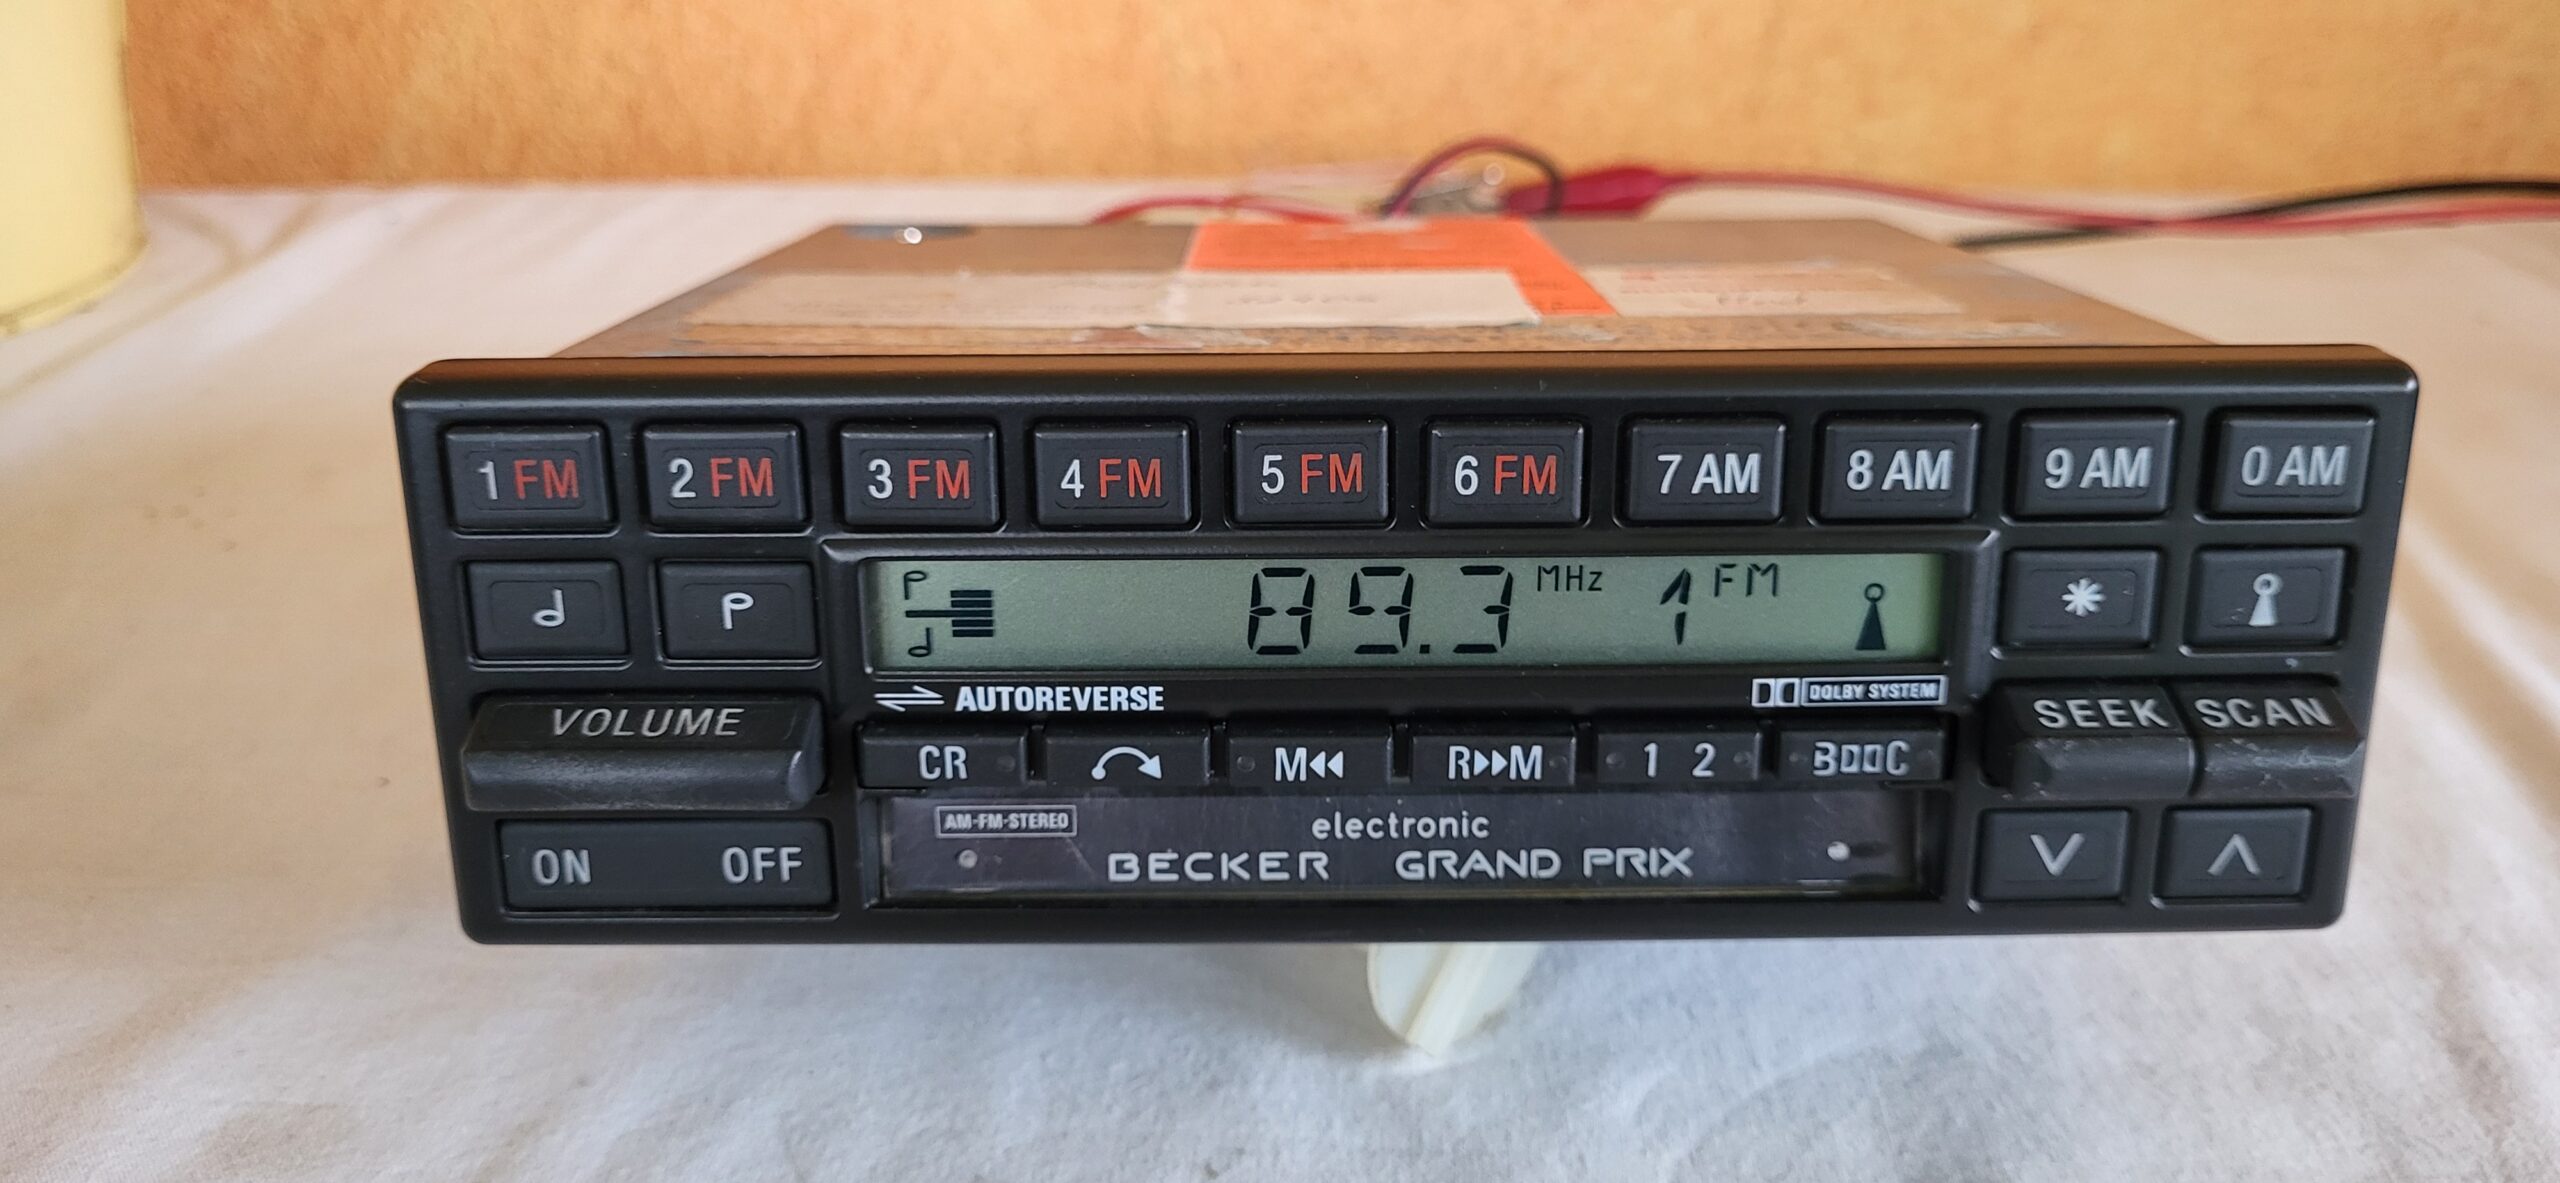 1 FM 2 FM 3 FM 4 FM 5 FM 6 FM 7 AM 8 AM 9 AM 0 AM
89.3 MHz 1 FM
*
AUTOREVERSE DOLBY SYSTEM
VOLUME
SEEK SCAN
CR M◀◀ R▶▶M 1 2 B▯▯C
AM-FM-STEREO electronic
BECKER GRAND PRIX
ON OFF